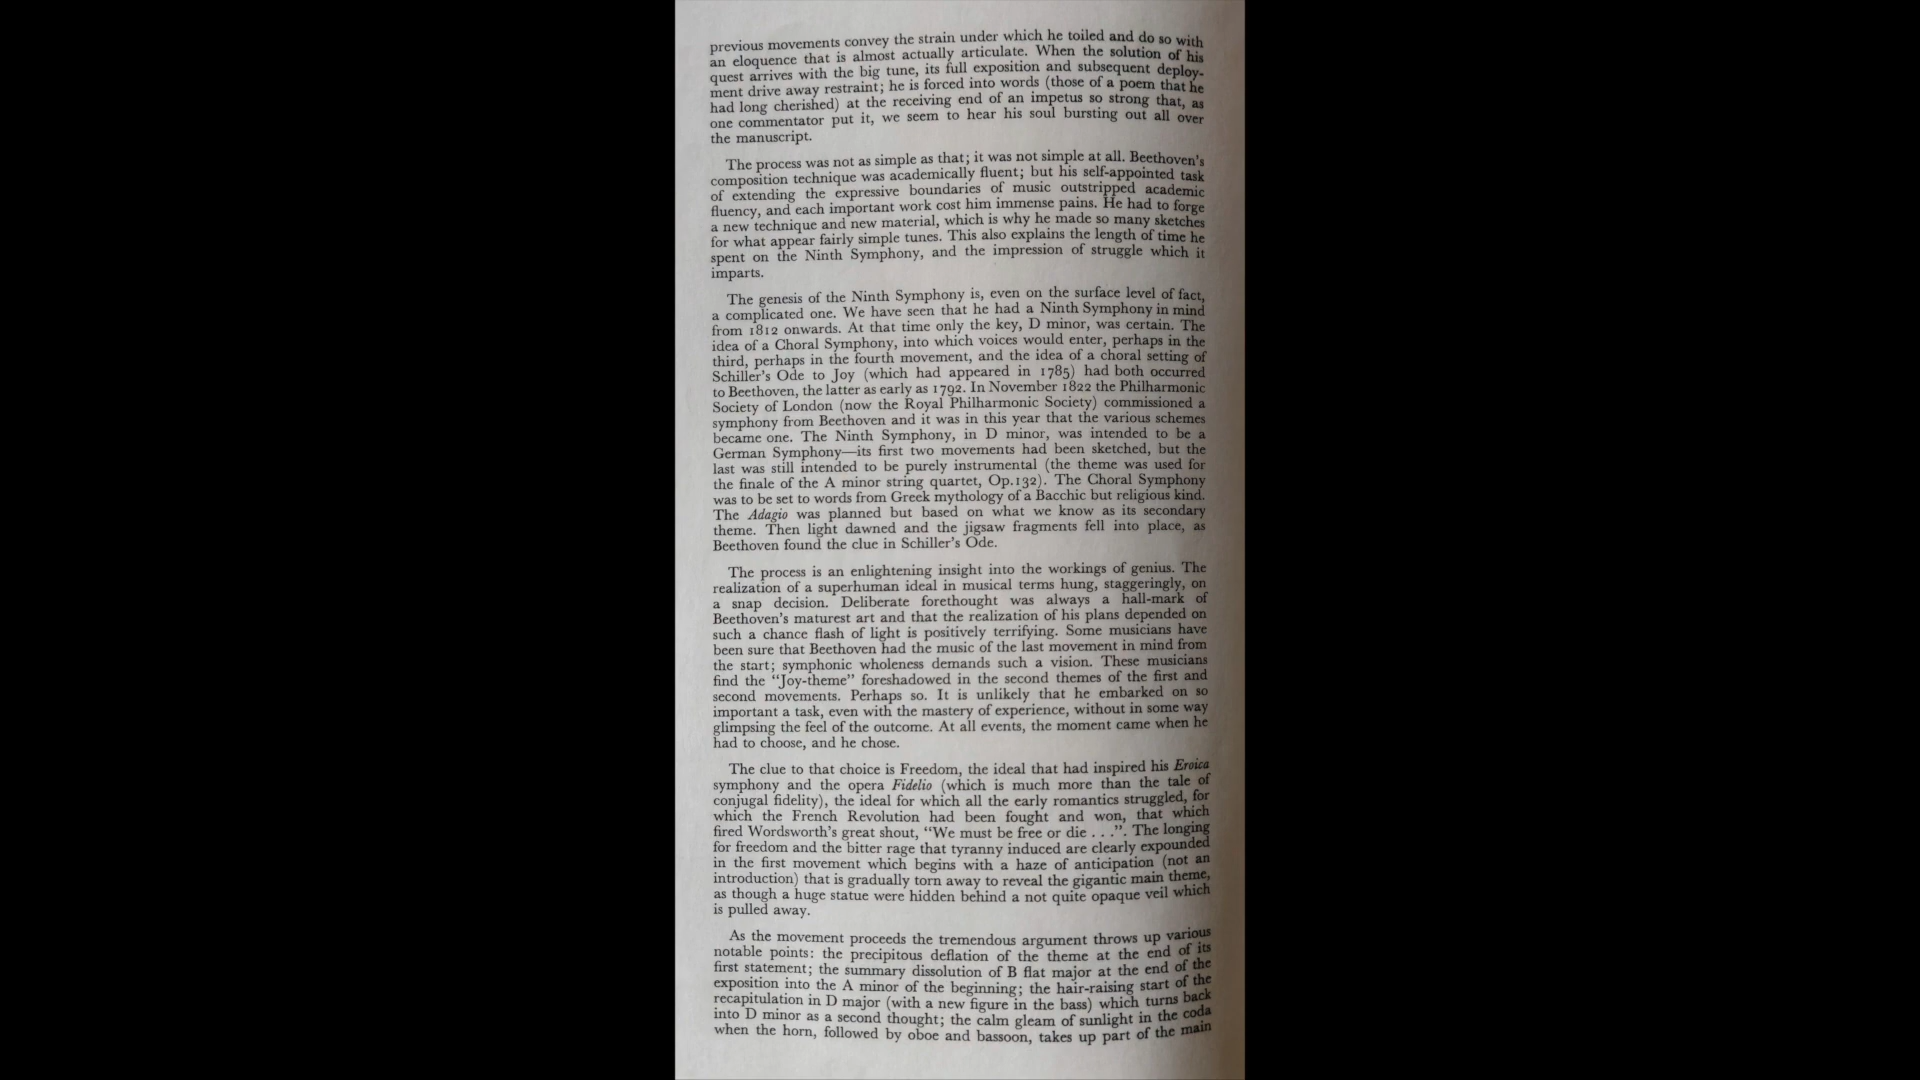 previous movements convey the strain under which he toiled and do so with
an eloquence that is almost actually articulate. When the solution of his
quest arrives with the big tune, its full exposition and subsequent deploy-
ment drive away restraint; he is forced into words (those of a poem that he
had long cherished) at the receiving end of an impetus so strong that, as
one commentator put it, we seem to hear his soul bursting out all over
the manuscript.
The process was not as simple as that; it was not simple at all. Beethoven's
composition technique was academically fluent; but his self-appointed task
of extending the expressive boundaries of music outstripped academic
fluency, and each important work cost him immense pains. He had to forge
a new technique and new material, which is why he made so many sketches
for what appear fairly simple tunes. This also explains the length of time he
spent on the Ninth Symphony, and the impression of struggle which it
imparts.
The genesis of the Ninth Symphony is, even on the surface level of fact,
a complicated one. We have seen that he had a Ninth Symphony in mind
from 1812 onwards. At that time only the key, D minor, was certain. The
idea of a Choral Symphony, into which voices would enter, perhaps in the
third, perhaps in the fourth movement, and the idea of a choral setting of
Schiller's Ode to Joy (which had appeared in 1785) had both occurred
to Beethoven, the latter as early as 1792. In November 1822 the Philharmonic
Society of London (now the Royal Philharmonic Society) commissioned a
symphony from Beethoven and it was in this year that the various schemes
became one. The Ninth Symphony, in D minor, was intended to be a
German Symphony—its first two movements had been sketched, but the
last was still intended to be purely instrumental (the theme was used for
the finale of the A minor string quartet, Op.132). The Choral Symphony
was to be set to words from Greek mythology of a Bacchic but religious kind.
The Adagio was planned but based on what we know as its secondary
theme. Then light dawned and the jigsaw fragments fell into place, as
Beethoven found the clue in Schiller's Ode.
The process is an enlightening insight into the workings of genius. The
realization of a superhuman ideal in musical terms hung, staggeringly, on
a snap decision. Deliberate forethought was always a hall-mark of
Beethoven's maturest art and that the realization of his plans depended on
such a chance flash of light is positively terrifying. Some musicians have
been sure that Beethoven had the music of the last movement in mind from
the start; symphonic wholeness demands such a vision. These musicians
find the "Joy-theme" foreshadowed in the second themes of the first and
second movements. Perhaps so. It is unlikely that he embarked on so
important a task, even with the mastery of experience, without in some way
glimpsing the feel of the outcome. At all events, the moment came when he
had to choose, and he chose.
The clue to that choice is Freedom, the ideal that had inspired his Eroica
symphony and the opera Fidelio (which is much more than the tale of
conjugal fidelity), the ideal for which all the early romantics struggled, for
which the French Revolution had been fought and won, that which
fired Wordsworth's great shout, "We must be free or die . . .". The longing
for freedom and the bitter rage that tyranny induced are clearly expounded
in the first movement which begins with a haze of anticipation (not an
introduction) that is gradually torn away to reveal the gigantic main theme,
as though a huge statue were hidden behind a not quite opaque veil which
is pulled away.
As the movement proceeds the tremendous argument throws up various
notable points: the precipitous deflation of the theme at the end of its
first statement; the summary dissolution of B flat major at the end of the
exposition into the A minor of the beginning; the hair-raising start of the
recapitulation in D major (with a new figure in the bass) which turns back
into D minor as a second thought; the calm gleam of sunlight in the coda
when the horn, followed by oboe and bassoon, takes up part of the main